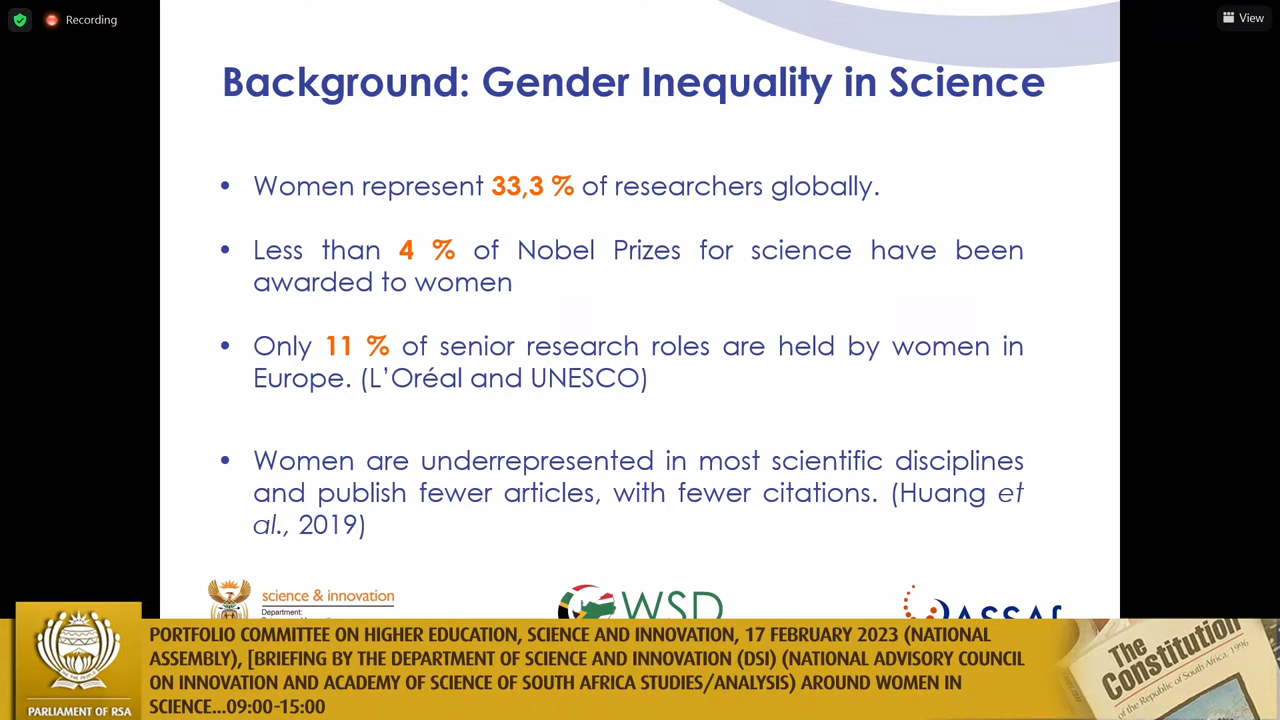 Recording
View
Background: Gender Inequality in Science
• Women represent 33,3 % of researchers globally.
• Less than 4 % of Nobel Prizes for science have been
awarded to women
• Only 11 % of senior research roles are held by women in
Europe. (L’Oréal and UNESCO)
• Women are underrepresented in most scientific disciplines
and publish fewer articles, with fewer citations. (Huang et
al., 2019)
science & innovation
Department:
WSD
ASSAf
PORTFOLIO COMMITTEE ON HIGHER EDUCATION, SCIENCE AND INNOVATION, 17 FEBRUARY 2023 (NATIONAL
ASSEMBLY), [BRIEFING BY THE DEPARTMENT OF SCIENCE AND INNOVATION (DSI) (NATIONAL ADVISORY COUNCIL
ON INNOVATION AND ACADEMY OF SCIENCE OF SOUTH AFRICA STUDIES/ANALYSIS) AROUND WOMEN IN
SCIENCE...09:00-15:00
PARLIAMENT OF RSA
The
Constitution
of the Republic of South Africa, 1996